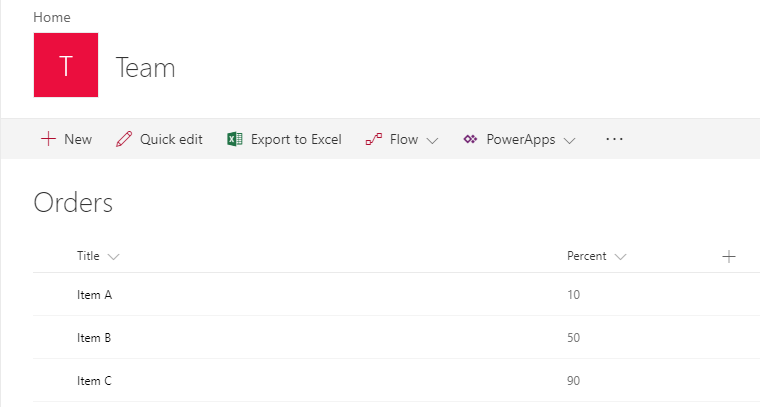 Home
T
Team
New Quick edit Export to Excel Flow PowerApps ...
Orders
Title Percent
Item A 10
Item B 50
Item C 90